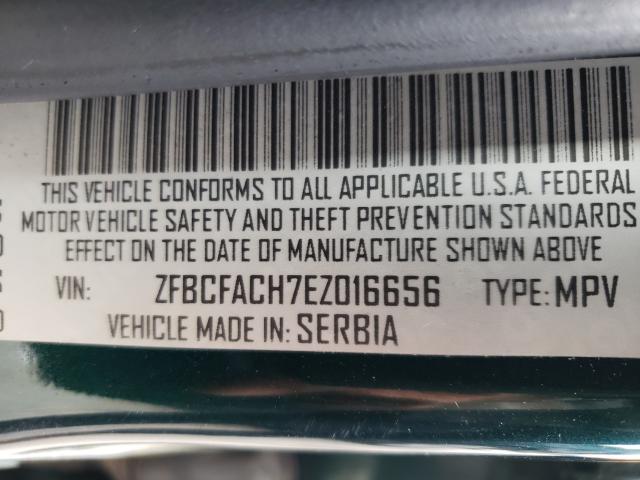 THIS VEHICLE CONFORMS TO ALL APPLICABLE U.S.A. FEDERAL
MOTOR VEHICLE SAFETY AND THEFT PREVENTION STANDARDS
EFFECT ON THE DATE OF MANUFACTURE SHOWN ABOVE
VIN: ZFBCFACH7EZ016656 TYPE: MPV
VEHICLE MADE IN: SERBIA